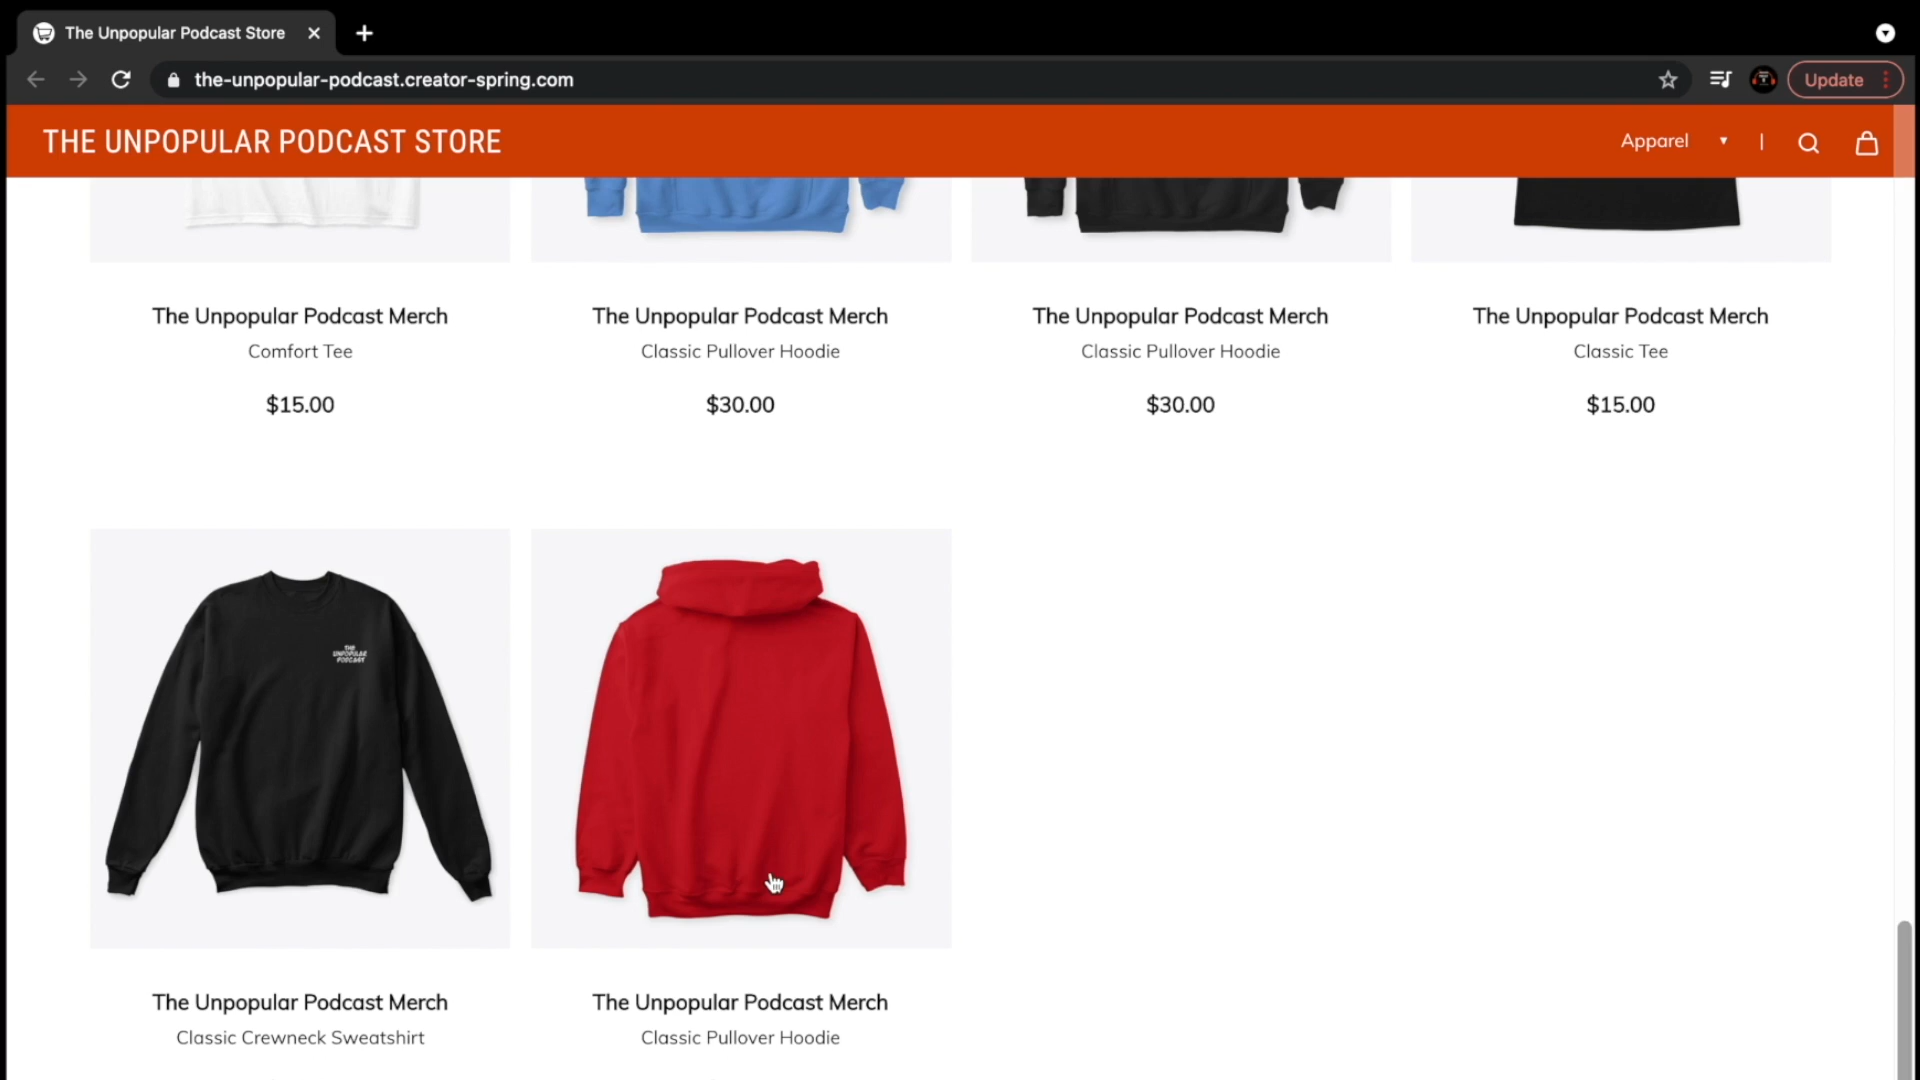 The Unpopular Podcast Store
the-unpopular-podcast.creator-spring.com
Update
THE UNPOPULAR PODCAST STORE
Apparel
The Unpopular Podcast Merch
Comfort Tee
$15.00
The Unpopular Podcast Merch
Classic Pullover Hoodie
$30.00
The Unpopular Podcast Merch
Classic Pullover Hoodie
$30.00
The Unpopular Podcast Merch
Classic Tee
$15.00
THE
UNPOPULAR
PODCAST
The Unpopular Podcast Merch
Classic Crewneck Sweatshirt
The Unpopular Podcast Merch
Classic Pullover Hoodie